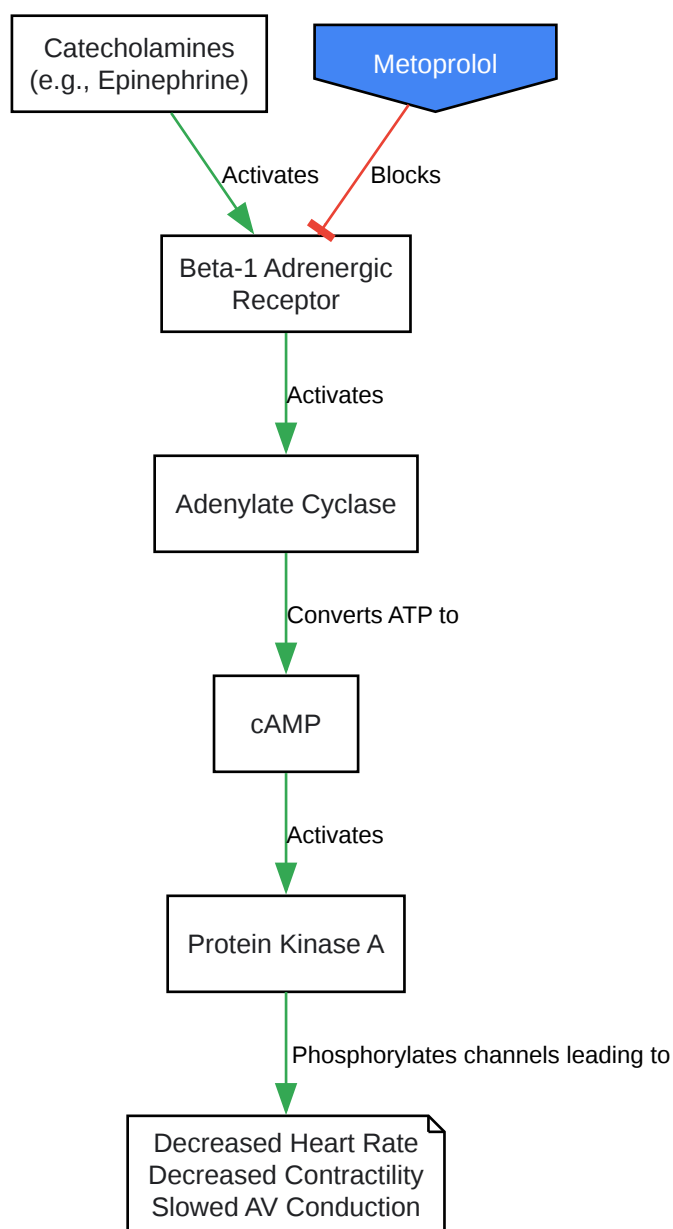 Catecholamines
(e.g., Epinephrine)
Metoprolol
Activates
Blocks
Beta-1 Adrenergic
Receptor
Activates
Adenylate Cyclase
Converts ATP to
cAMP
Activates
Protein Kinase A
Phosphorylates channels leading to
Decreased Heart Rate
Decreased Contractility
Slowed AV Conduction